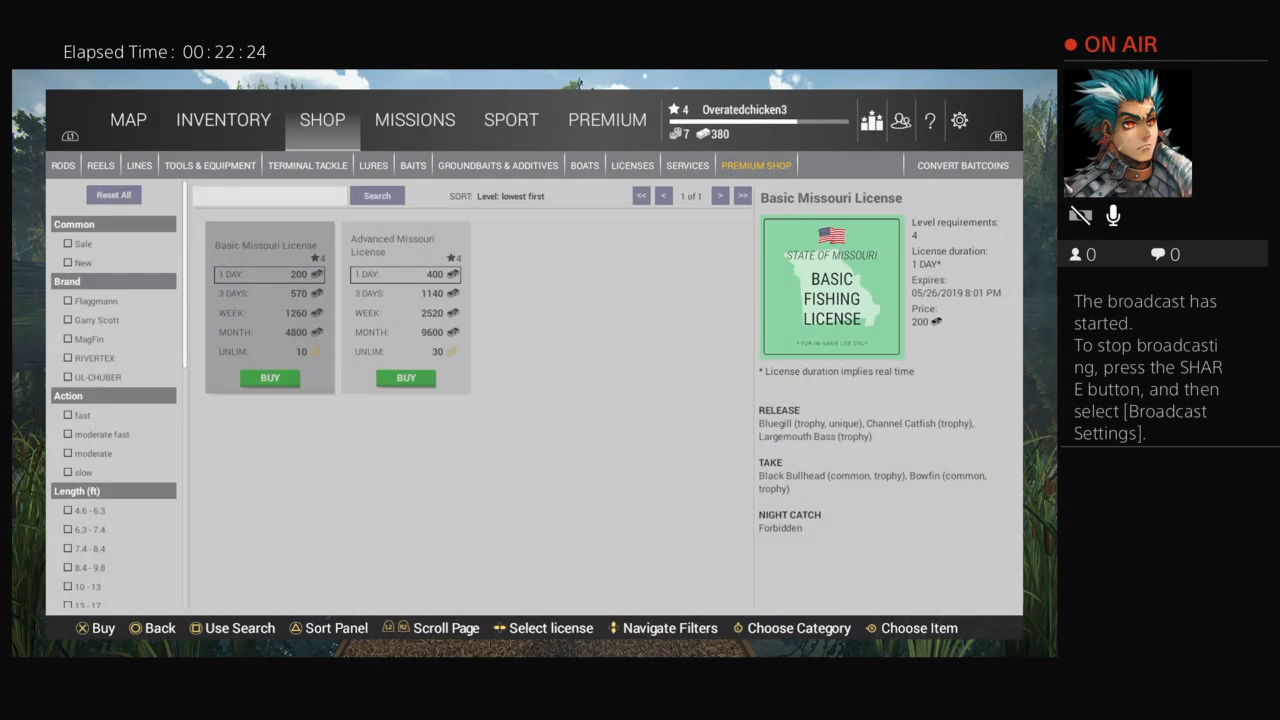 Elapsed Time: 00:22:24
ON AIR
MAP INVENTORY SHOP MISSIONS SPORT PREMIUM
4 Overatedchicken3
7 380
L1
R1
?
RODS REELS LINES TOOLS & EQUIPMENT TERMINAL TACKLE LURES BAITS GROUNDBAITS & ADDITIVES BOATS LICENSES SERVICES PREMIUM SHOP CONVERT BAITCOINS
Reset All
Search
SORT: Level: lowest first
<< < 1 of 1 > >>
Common
Sale
New
Brand
Flaggmann
Garry Scott
MagFin
RIVERTEX
UL-CHUBER
Action
fast
moderate fast
moderate
slow
Length (ft)
4.6 - 6.3
6.3 - 7.4
7.4 - 8.4
8.4 - 9.8
10 - 13
13 - 17
Basic Missouri License
4
1 DAY: 200
3 DAYS: 570
WEEK: 1260
MONTH: 4800
UNLIM: 10
BUY
Advanced Missouri
License
4
1 DAY: 400
3 DAYS: 1140
WEEK: 2520
MONTH: 9600
UNLIM: 30
BUY
Basic Missouri License
STATE OF MISSOURI
BASIC
FISHING
LICENSE
* FOR IN-GAME USE ONLY
Level requirements:
4
License duration:
1 DAY*
Expires:
05/26/2019 8:01 PM
Price:
200
* License duration implies real time
RELEASE
Bluegill (trophy, unique), Channel Catfish (trophy),
Largemouth Bass (trophy)
TAKE
Black Bullhead (common, trophy), Bowfin (common,
trophy)
NIGHT CATCH
Forbidden
Buy Back Use Search Sort Panel L2 R2 Scroll Page Select license Navigate Filters Choose Category Choose Item
0 0
The broadcast has
started.
To stop broadcasti
ng, press the SHAR
E button, and then
select [Broadcast
Settings].